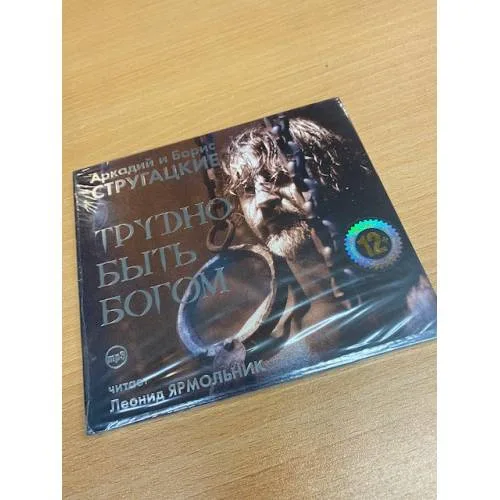 Аркадий и Борис
СТРУГАЦКИЕ
ТРУДНО
БЫТЬ
БОГОМ
mp3
читает
Леонид ЯРМОЛЬНИК
12+